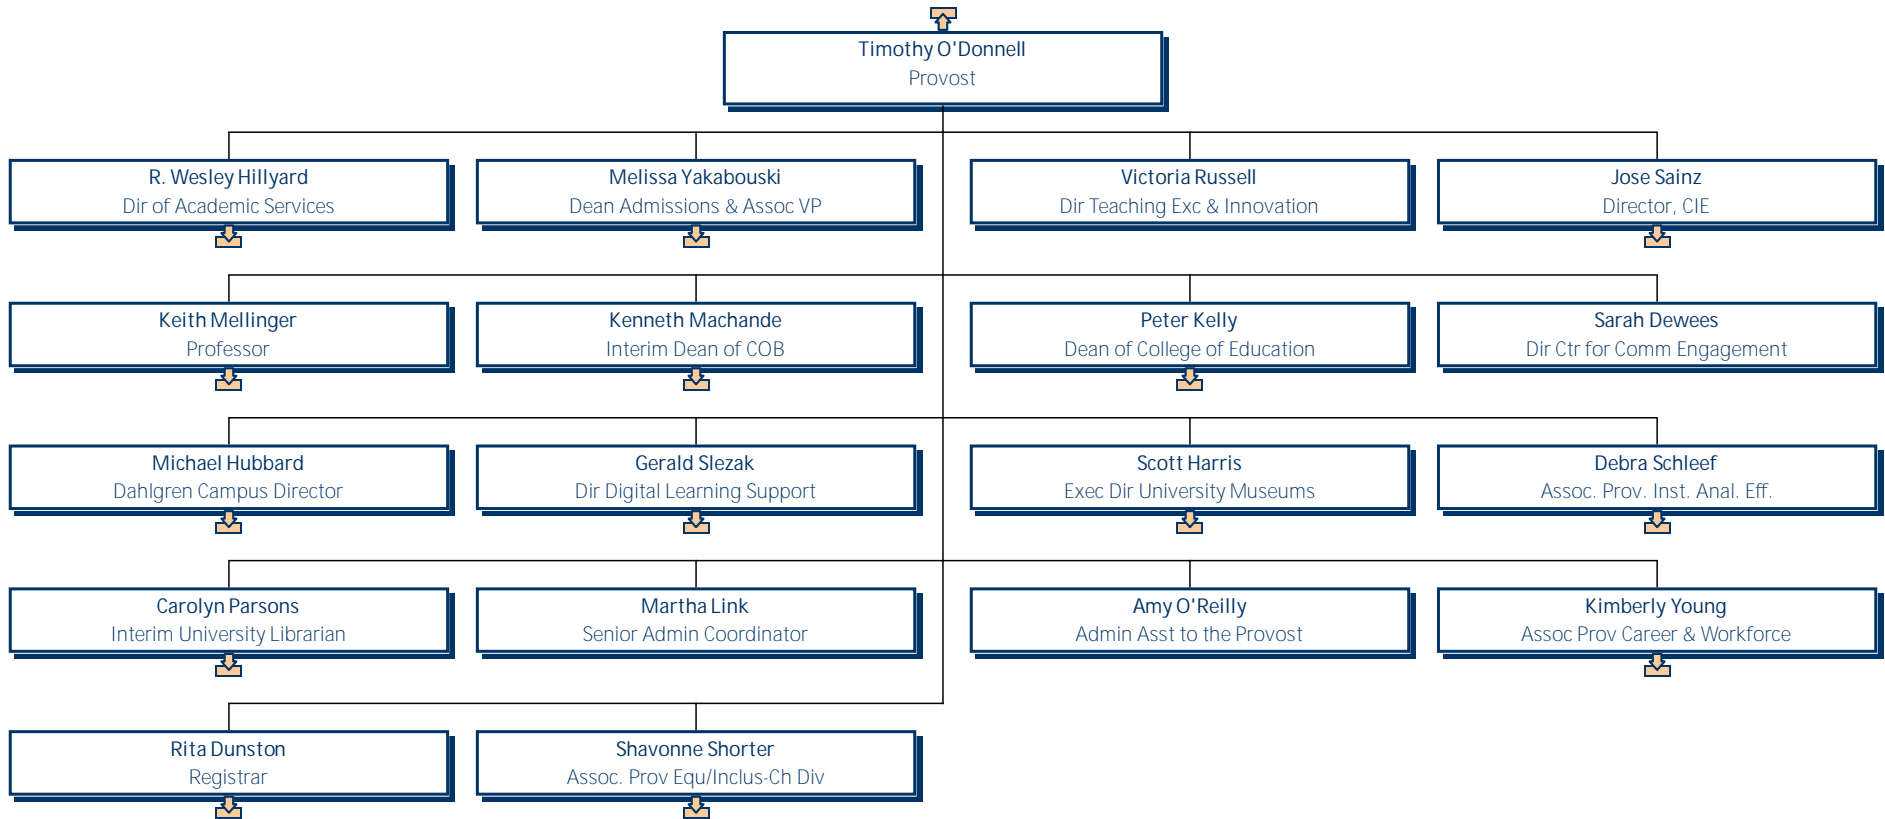 Timothy O'Donnell
Provost
R. Wesley Hillyard
Dir of Academic Services
Melissa Yakabouski
Dean Admissions & Assoc VP
Victoria Russell
Dir Teaching Exc & Innovation
Jose Sainz
Director, CIE
Keith Mellinger
Professor
Kenneth Machande
Interim Dean of COB
Peter Kelly
Dean of College of Education
Sarah Dewees
Dir Ctr for Comm Engagement
Michael Hubbard
Dahlgren Campus Director
Gerald Slezak
Dir Digital Learning Support
Scott Harris
Exec Dir University Museums
Debra Schleef
Assoc. Prov. Inst. Anal. Eff.
Carolyn Parsons
Interim University Librarian
Martha Link
Senior Admin Coordinator
Amy O'Reilly
Admin Asst to the Provost
Kimberly Young
Assoc Prov Career & Workforce
Rita Dunston
Registrar
Shavonne Shorter
Assoc. Prov Equ/Inclus-Ch Div